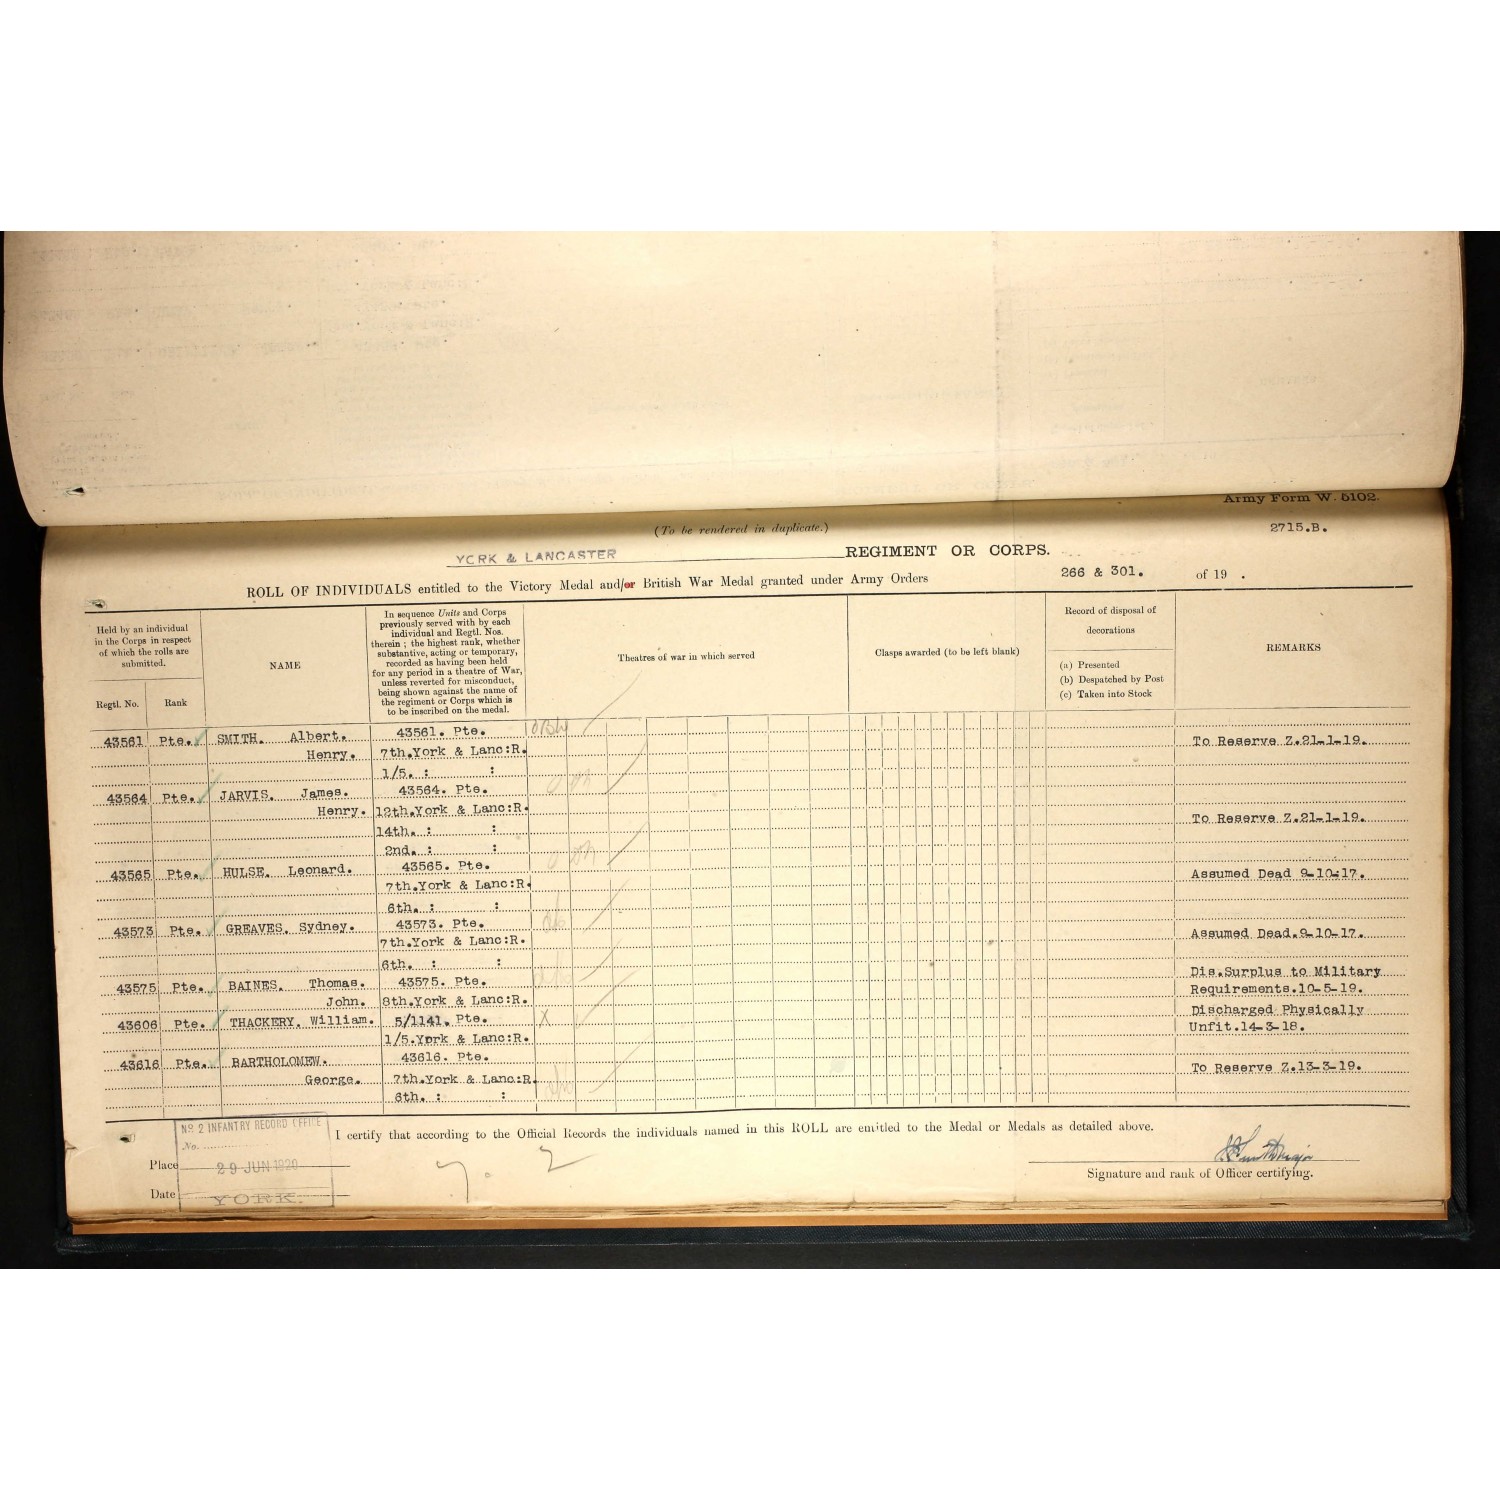 Army Form W. 5102.
(To be rendered in duplicate.)
2715.B.
YORK & LANCASTER REGIMENT OR CORPS.
ROLL OF INDIVIDUALS entitled to the Victory Medal and/or British War Medal granted under Army Orders 266 & 301. of 19 .
Held by an individual
in the Corps in respect
of which the rolls are
submitted.
Regtl. No.
Rank
NAME
In sequence Units and Corps
previously served with by each
individual and Regtl. Nos.
therein ; the highest rank, whether
substantive, acting or temporary,
recorded as having been held
for any period in a theatre of War,
unless reverted for misconduct,
being shown against the name of
the regiment or Corps which is
to be inscribed on the medal.
Theatres of war in which served
Clasps awarded (to be left blank)
Record of disposal of
decorations
(a) Presented
(b) Despatched by Post
(c) Taken into Stock
REMARKS
43561 Pte. SMITH. Albert. 43561. Pte.
Henry. 7th.York & Lanc:R. To Reserve Z.21-1-19.
1/5. : :
43564 Pte. JARVIS. James. 43564. Pte.
Henry. 12th.York & Lanc:R. To Reserve Z.21-1-19.
14th. : :
2nd. : :
43565 Pte. HULSE. Leonard. 43565. Pte. Assumed Dead 9-10-17.
7th.York & Lanc:R.
6th. : :
43573 Pte. GREAVES. Sydney. 43573. Pte. Assumed Dead.9-10-17.
7th.York & Lanc:R.
6th. : :
43575 Pte. BAINES. Thomas. 43575. Pte. Dis.Surplus to Military
John. 8th.York & Lanc:R. Requirements.10-5-19.
43606 Pte. THACKERY. William. 5/1141. Pte. Discharged Physically
1/5.York & Lanc:R. Unfit.14-3-18.
43616 Pte. BARTHOLOMEW. 43616. Pte. To Reserve Z.13-3-19.
George. 7th.York & Lanc:R.
6th. : :
I certify that according to the Official Records the individuals named in this ROLL are entitled to the Medal or Medals as detailed above.
No 2 INFANTRY RECORD OFFICE
No.
Place
29 JUN 1920
Date
YORK.
Signature and rank of Officer certifying.